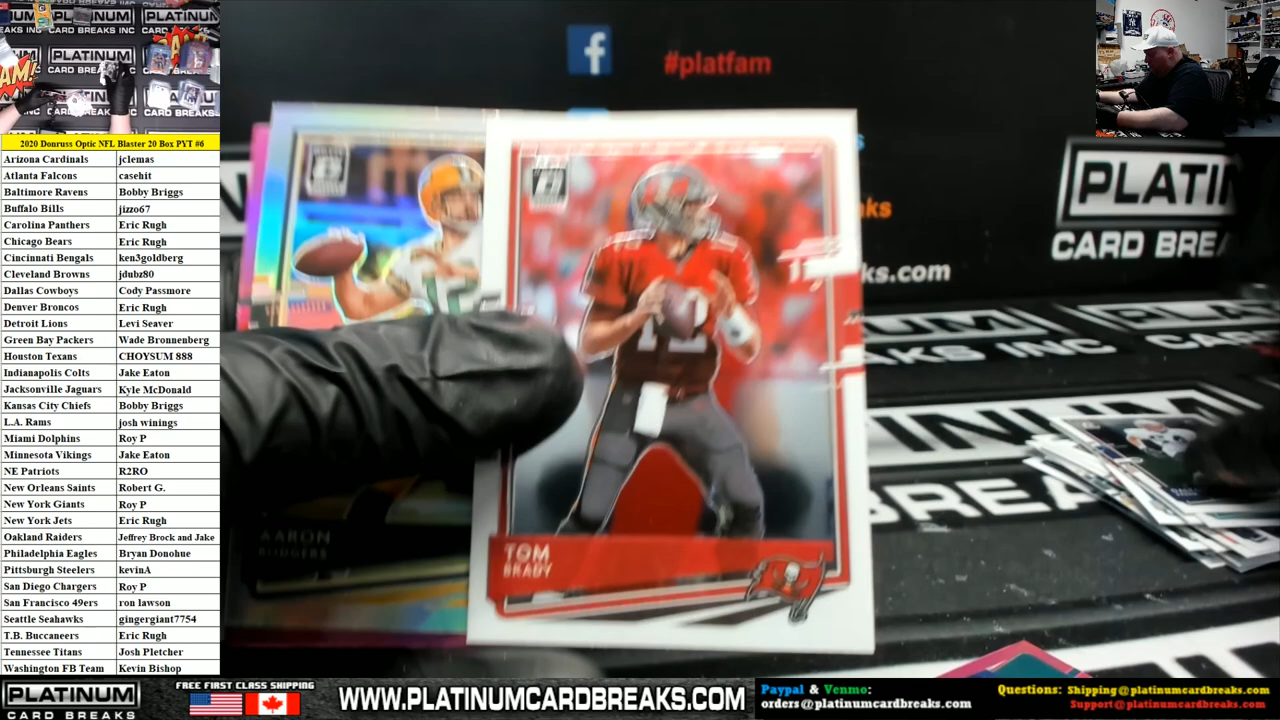 PLATINUM
BREAKS INC
#platfam
2020 Donruss Optic NFL Blaster 20 Box PYT #6
Arizona Cardinals jclemas
Atlanta Falcons casehit
Baltimore Ravens Bobby Briggs
Buffalo Bills jizzo67
Carolina Panthers Eric Rugh
Chicago Bears Eric Rugh
Cincinnati Bengals ken3goldberg
Cleveland Browns jdubz80
Dallas Cowboys Cody Passmore
Denver Broncos Eric Rugh
Detroit Lions Levi Seaver
Green Bay Packers Wade Bronnenberg
Houston Texans CHOYSUM 888
Indianapolis Colts Jake Eaton
Jacksonville Jaguars Kyle McDonald
Kansas City Chiefs Bobby Briggs
L.A. Rams josh winings
Miami Dolphins Roy P
Minnesota Vikings Jake Eaton
NE Patriots R2RO
New Orleans Saints Robert G.
New York Giants Roy P
New York Jets Eric Rugh
Oakland Raiders Jeffrey Brock and Jake
Philadelphia Eagles Bryan Donohue
Pittsburgh Steelers kevinA
San Diego Chargers Roy P
San Francisco 49ers ron lawson
Seattle Seahawks gingergiant7754
T.B. Buccaneers Eric Rugh
Tennessee Titans Josh Pletcher
Washington FB Team Kevin Bishop
PLATI
CARD BREA
ks.com
12
AARON
RODGERS
TOM
BRADY
PLATINUM
CARD BREAKS
FREE FIRST CLASS SHIPPING
WWW.PLATINUMCARDBREAKS.COM
Paypal & Venmo:
orders@platinumcardbreaks.com
Questions: Shipping@platinumcardbreaks.com
Support@platinumcardbreaks.com